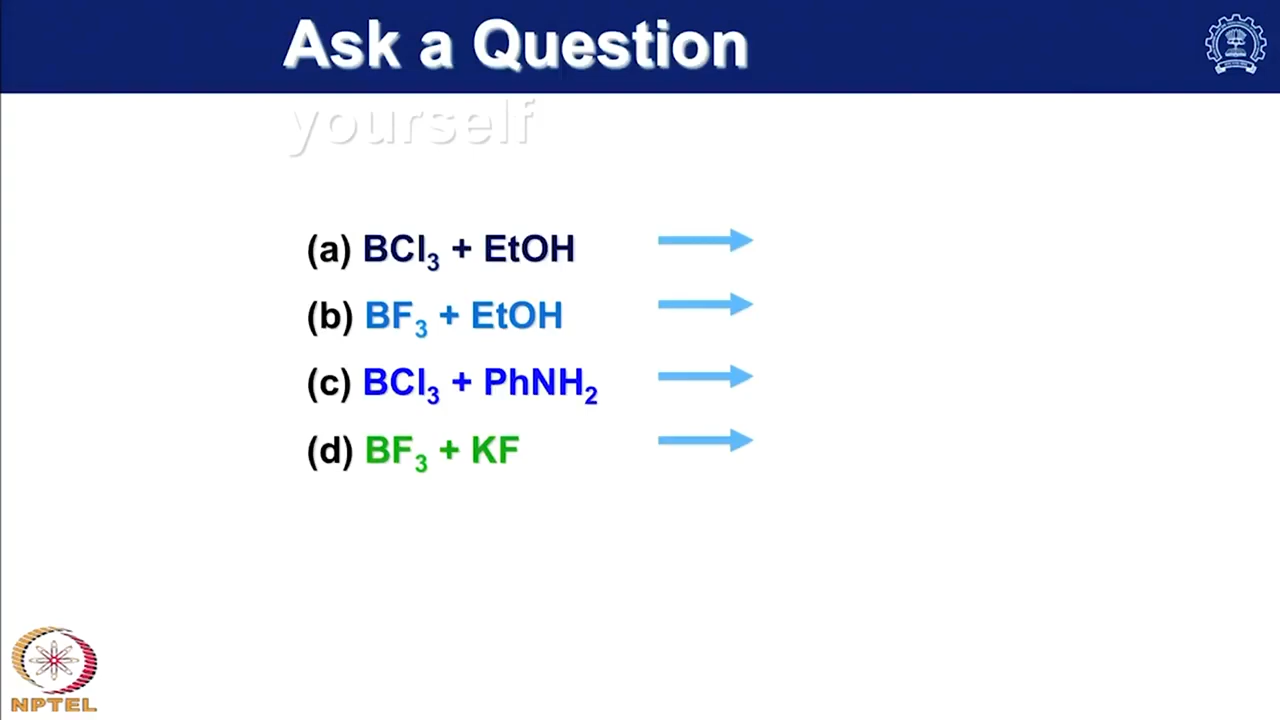 Ask a Question
yourself
(a) BCl₃ + EtOH
(b) BF₃ + EtOH
(c) BCl₃ + PhNH₂
(d) BF₃ + KF
NPTEL